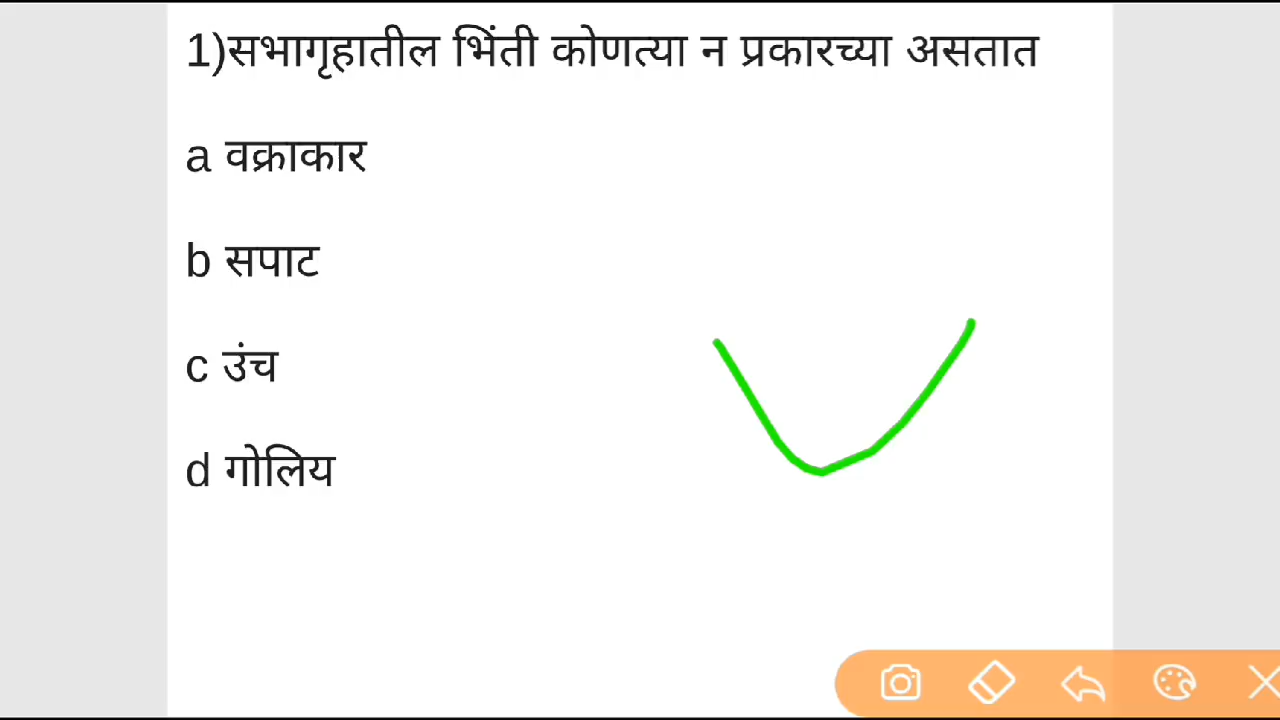 1)सभागृहातील भिंती कोणत्या न प्रकारच्या असतात
a वक्राकार
b सपाट
c उंच
d गोलिय